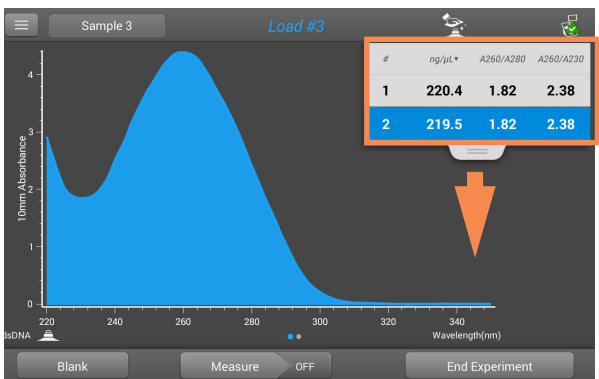 Sample 3
Load #3
# ng/µL▾ A260/A280 A260/A230
1 220.4 1.82 2.38
2 219.5 1.82 2.38
10mm Absorbance
4
3
2
1
0
220 240 260 280 300 320 340
dsDNA
Wavelength(nm)
Blank
Measure
OFF
End Experiment